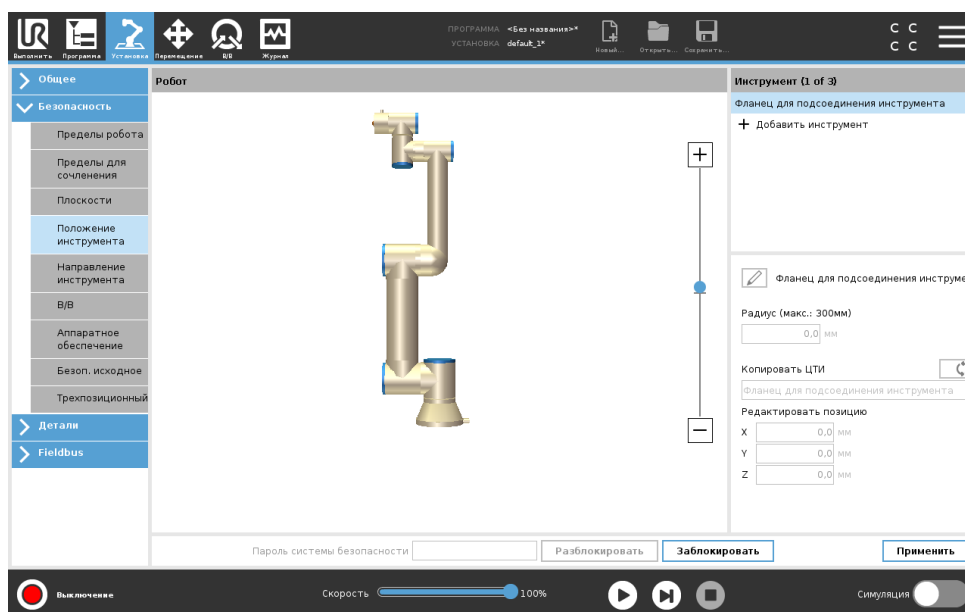 UR
Выполнить
Программа
Установка
Перемещение
В/В
Журнал
ПРОГРАММА <Без названия>*
УСТАНОВКА default_1*
Новый...
Открыть...
Сохранить...
C C
C C
Общее
Безопасность
Пределы робота
Пределы для
сочленения
Плоскости
Положение
инструмента
Направление
инструмента
В/В
Аппаратное
обеспечение
Безоп. исходное
Трехпозиционный
Детали
Fieldbus
Робот
Инструмент (1 of 3)
Фланец для подсоединения инструмента
+ Добавить инструмент
Фланец для подсоединения инструме
Радиус (макс.: 300мм)
0,0 мм
Копировать ЦТИ
Фланец для подсоединения инструмента
Редактировать позицию
X 0,0 мм
Y 0,0 мм
Z 0,0 мм
Пароль системы безопасности
Разблокировать
Заблокировать
Применить
Выключение
Скорость
100%
Симуляция